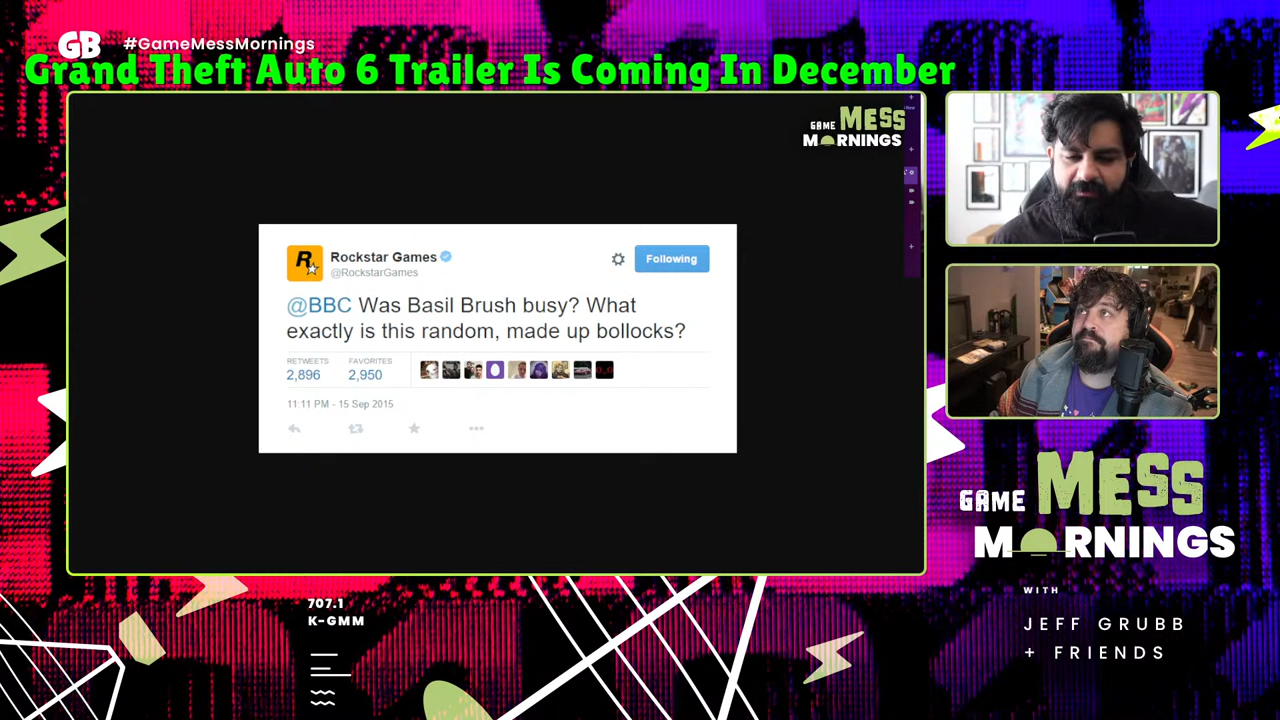 GB
#GameMessMornings
Grand Theft Auto 6 Trailer Is Coming In December
GAME MESS
MORNINGS
Rockstar Games
@RockstarGames
Following
@BBC Was Basil Brush busy? What
exactly is this random, made up bollocks?
RETWEETS
2,896
FAVORITES
2,950
11:11 PM - 15 Sep 2015
GAME MESS
MORNINGS
WITH
JEFF GRUBB
+ FRIENDS
707.1
K-GMM